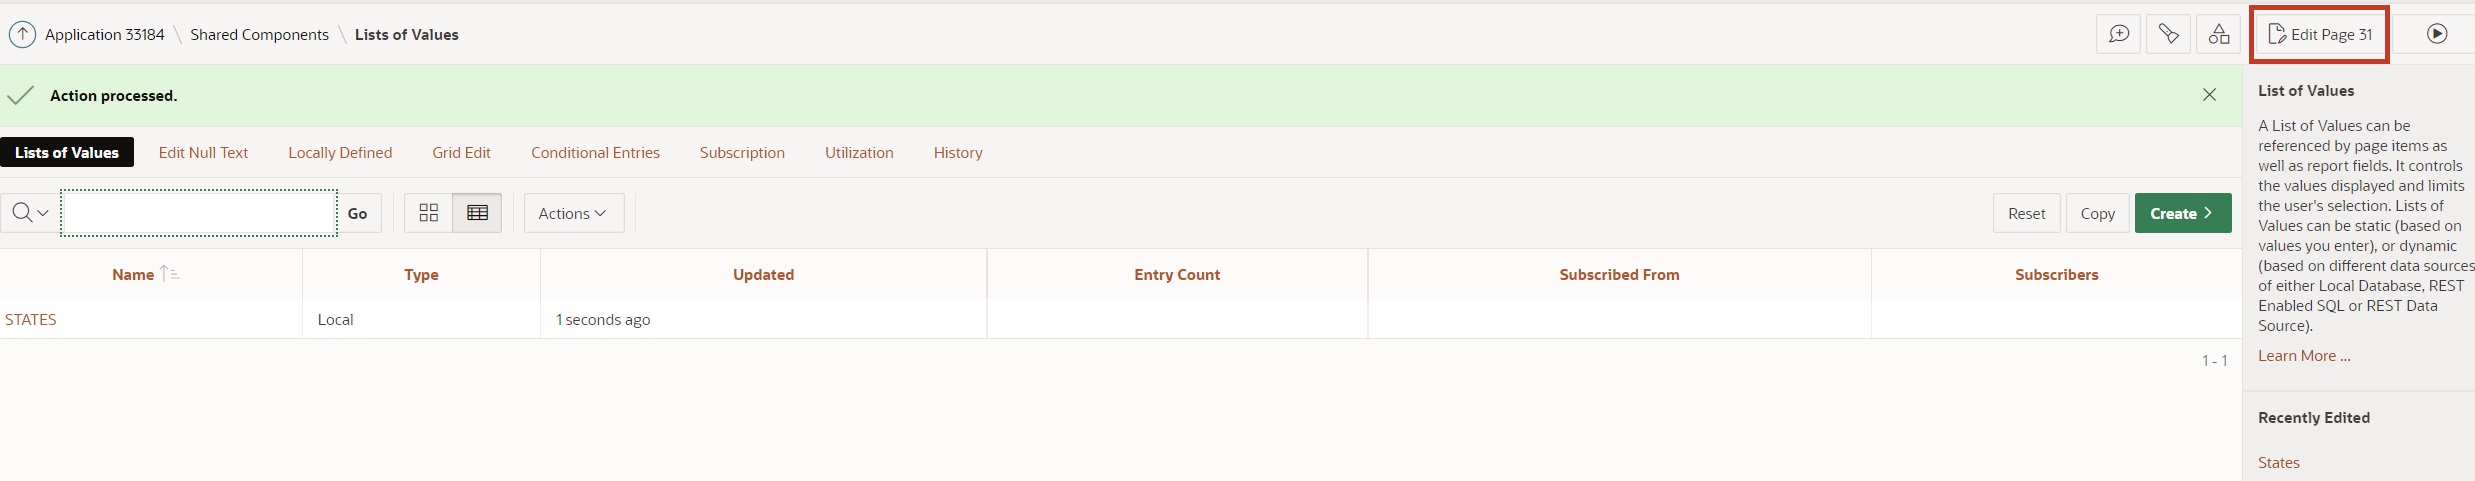 Application 33184 \ Shared Components \ Lists of Values
Edit Page 31
Action processed.
Lists of Values Edit Null Text Locally Defined Grid Edit Conditional Entries Subscription Utilization History
Go Actions Reset Copy Create
Name Type Updated Entry Count Subscribed From Subscribers
STATES Local 1 seconds ago
1 - 1
List of Values
A List of Values can be
referenced by page items as
well as report fields. It controls
the values displayed and limits
the user's selection. Lists of
Values can be static (based on
values you enter), or dynamic
(based on different data sources
of either Local Database, REST
Enabled SQL or REST Data
Source).
Learn More ...
Recently Edited
States